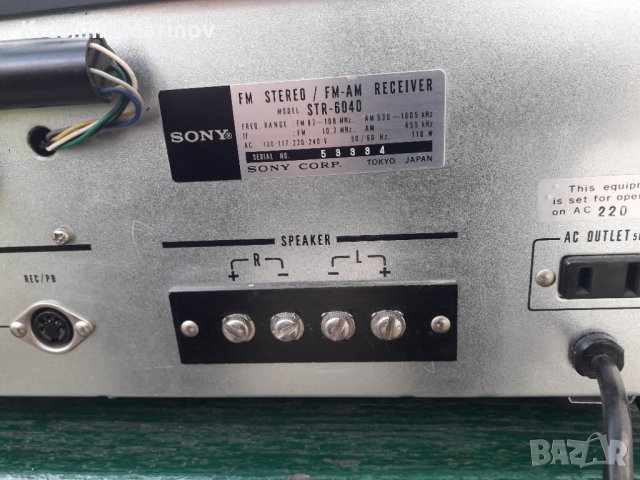 Marinov
FM STEREO / FM-AM RECEIVER
MODEL STR-6040
SONY®
FREQ. RANGE : FM 87-108 MHz AM 530~1605 kHz
IF : FM 10.7 MHz AM 455 kHz
AC 100-117-220-240 V 50 / 60 Hz 110 W
SERIAL NO. 53334
SONY CORP. TOKYO JAPAN
This equipm
is set for oper
on AC 220
SPEAKER
AC OUTLET
R L
+ - - +
REC/PB
BAZAR